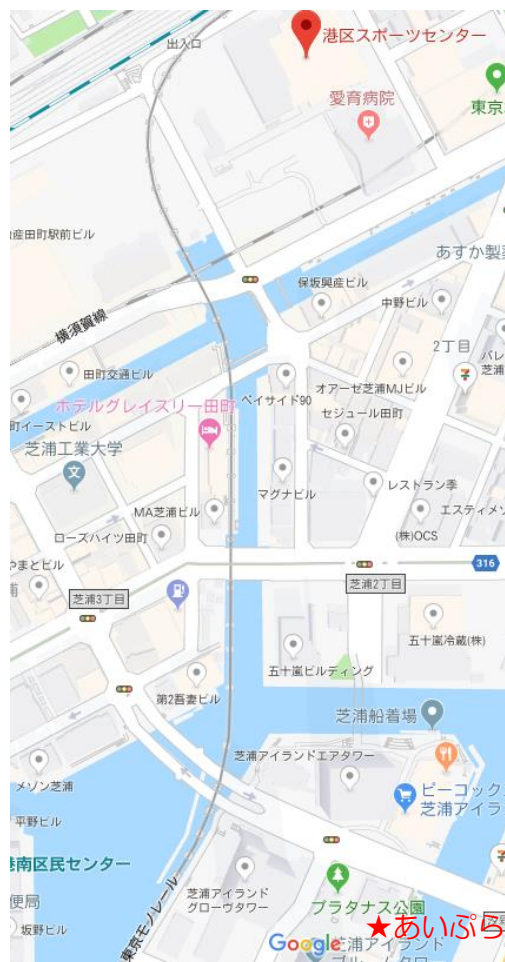 港区スポーツセンター
出入口
愛育病院
東京
産田町駅前ビル
あすか製薬
保坂興産ビル
中野ビル
横須賀線
2丁目
パレ
芝浦
田町交通ビル
オアーゼ芝浦MJビル
ベイサイド90
ホテルグレイスリー田町
セジュール田町
町イーストビル
芝浦工業大学
レストラン季
マグナビル
エスティメゾ
MA芝浦ビル
(株)OCS
ローズハイツ田町
やまとビル
316
芝浦3丁目
芝浦2丁目
五十嵐冷蔵(株)
五十嵐ビルディング
第2吾妻ビル
芝浦船着場
芝浦アイランドエアタワー
メゾン芝浦
ピーコック
芝浦アイラ
平野ビル
港南区民センター
便局
芝浦アイランド
グローヴタワー
プラタナス公園
東京モノレール
坂野ビル
★あいぷら
Google
芝浦アイランド